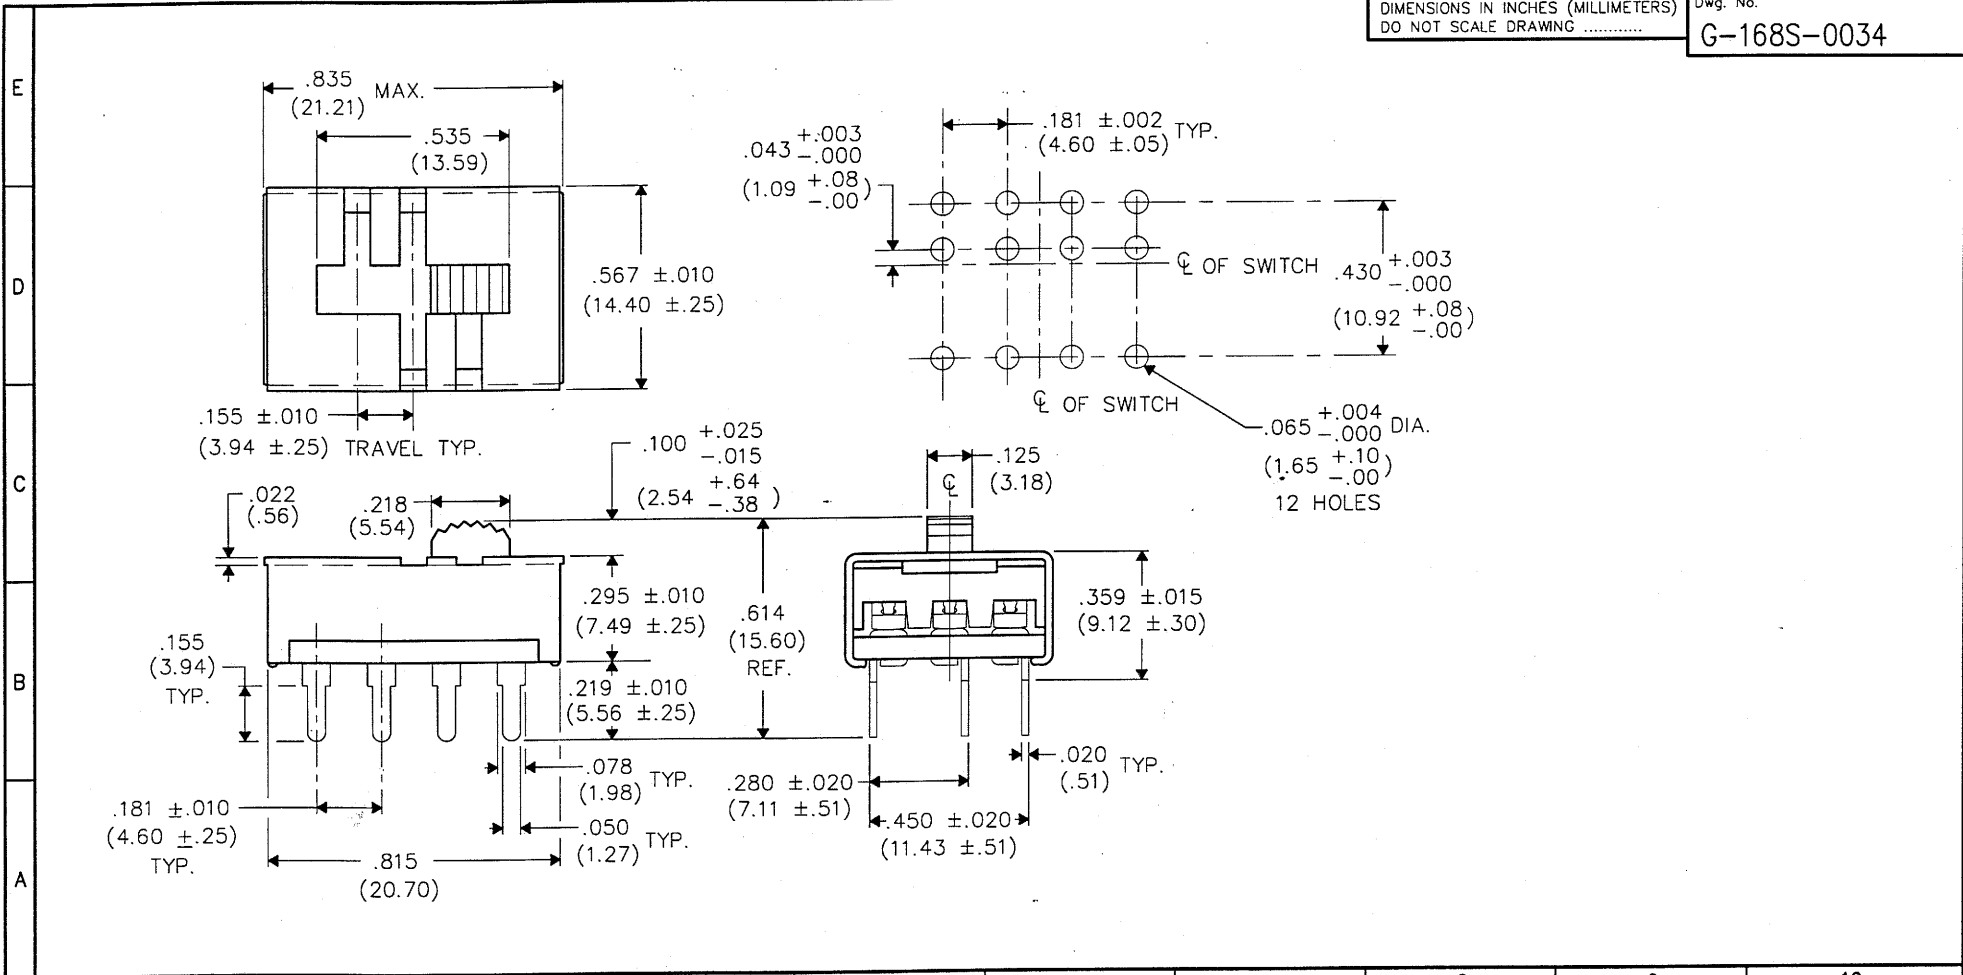 DIMENSIONS IN INCHES (MILLIMETERS)
DO NOT SCALE DRAWING ............
Dwg. No.
G-168S-0034
E
D
C
B
A
.835
(21.21)
MAX.
.535
(13.59)
.567 ±.010
(14.40 ±.25)
.155 ±.010
(3.94 ±.25) TRAVEL TYP.
.181 ±.002
(4.60 ±.05)
TYP.
.043 +.003
-.000
(1.09 +.08
-.00)
℄ OF SWITCH
.430 +.003
-.000
(10.92 +.08
-.00)
℄ OF SWITCH
.065 +.004
-.000 DIA.
(1.65 +.10
-.00)
12 HOLES
.100 +.025
-.015
(2.54 +.64
-.38 )
.125
(3.18)
℄
.022
(.56)
.218
(5.54)
.295 ±.010
(7.49 ±.25)
.614
(15.60)
REF.
.359 ±.015
(9.12 ±.30)
.155
(3.94)
TYP.
.219 ±.010
(5.56 ±.25)
.078
(1.98)
TYP.
.050
(1.27)
TYP.
.280 ±.020
(7.11 ±.51)
.020
(.51)
TYP.
.450 ±.020
(11.43 ±.51)
.181 ±.010
(4.60 ±.25)
TYP.
.815
(20.70)